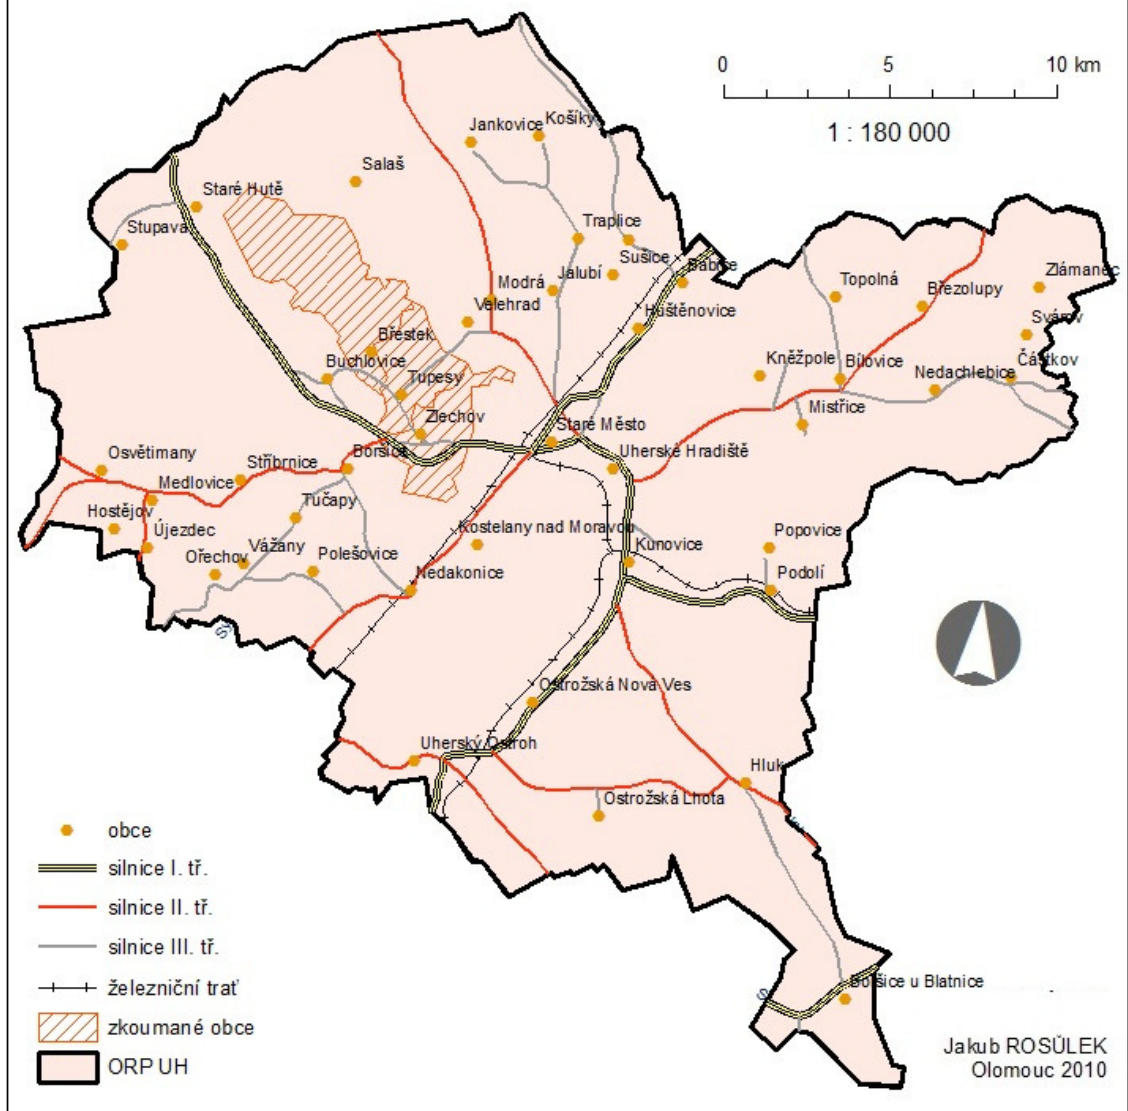 0 5 10 km
1 : 180 000
Jankovice
Košíky
Salaš
Staré Hutě
Stupava
Traplice
Sušice
Babice
Modrá
Jalubí
Velehrad
Huštěnovice
Topolná
Březolupy
Zlámanec
Svárov
Částkov
Kněžpole
Bílovice
Nedachlebice
Mistřice
Břestek
Buchlovice
Tupesy
Zlechov
Staré Město
Uherské Hradiště
Osvětimany
Stříbrnice
Boršice
Medlovice
Hostějov
Tučapy
Újezdec
Vážany
Ořechov
Polešovice
Kostelany nad Moravou
Nedakonice
Kunovice
Popovice
Podolí
Ostrožská Nová Ves
Uherský Ostroh
Hluk
Ostrožská Lhota
Boršice u Blatnice
obce
silnice I. tř.
silnice II. tř.
silnice III. tř.
železniční trať
zkoumané obce
ORP UH
Jakub ROSŮLEK
Olomouc 2010